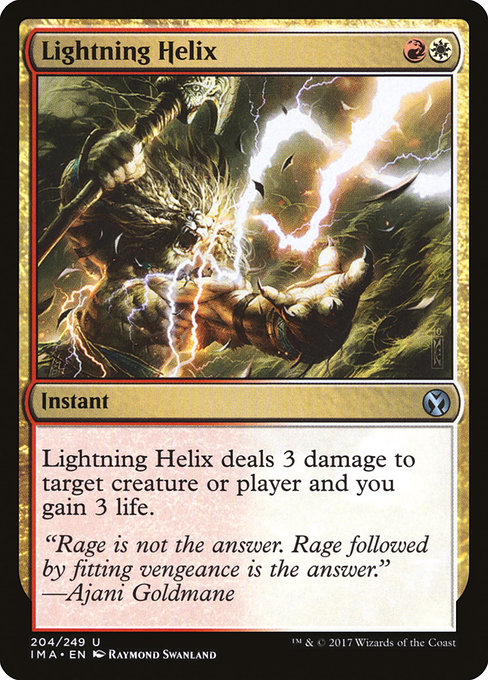 Lightning Helix
Instant
Lightning Helix deals 3 damage to
target creature or player and you
gain 3 life.
“Rage is not the answer. Rage followed
by fitting vengeance is the answer.”
—Ajani Goldmane
204/249 U
IMA • EN Raymond Swanland
™ & © 2017 Wizards of the Coast